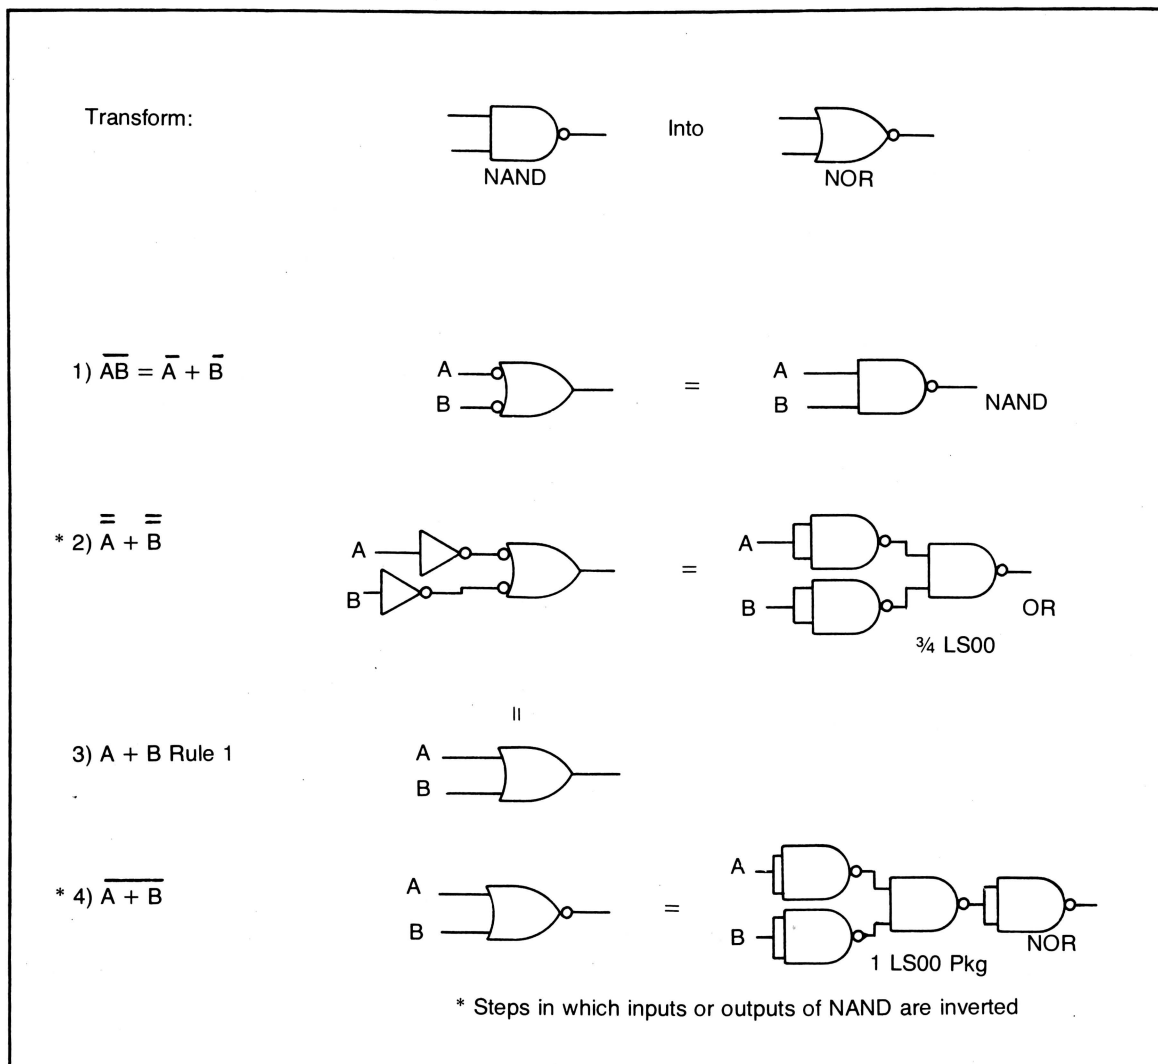 Transform:
Into
NAND
NOR
1) A̅B̅ = A̅ + B̅
A
B
=
A
B
NAND
* 2) A̿ + B̿
A
B
=
A
B
OR
¾ LS00
=
3) A + B Rule 1
A
B
* 4) A̅ ̅+̅ ̅B̅
A
B
=
A
B
NOR
1 LS00 Pkg
* Steps in which inputs or outputs of NAND are inverted